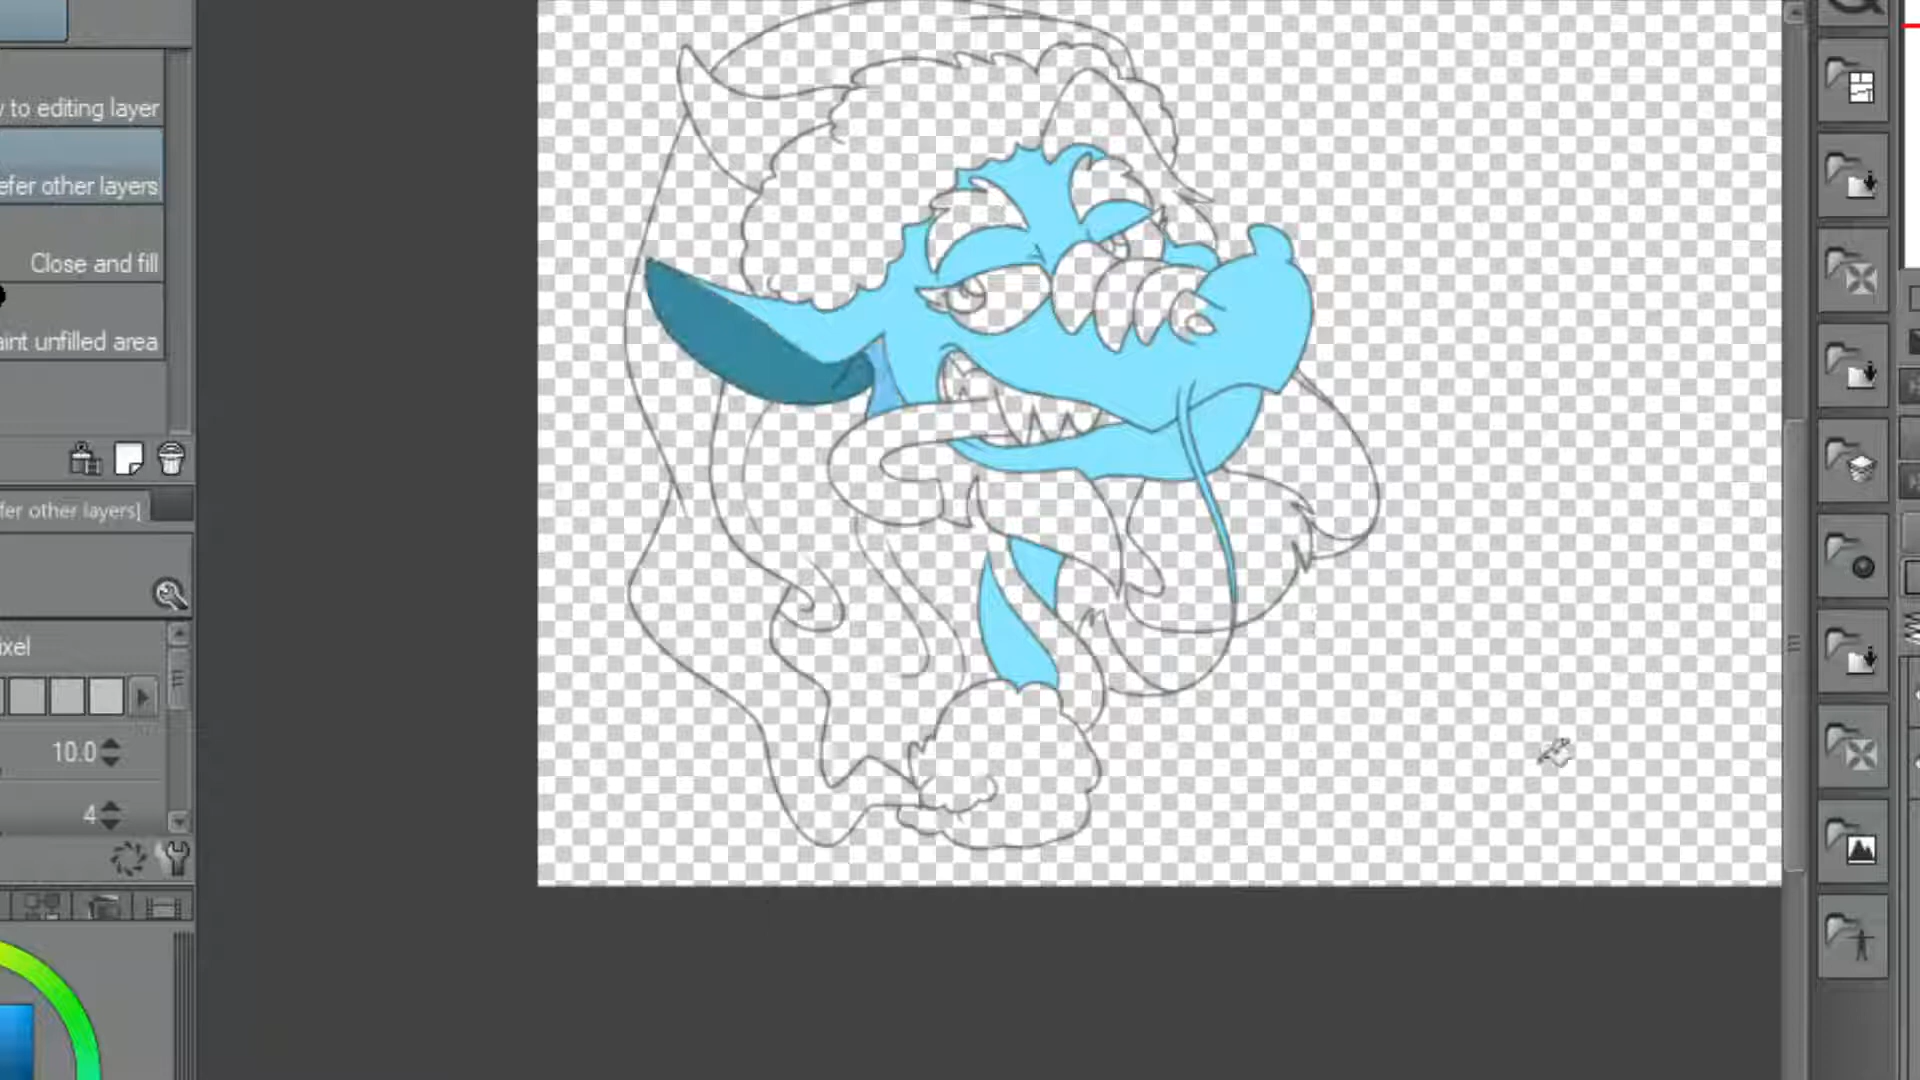 y to editing layer
efer other layers
Close and fill
aint unfilled area
fer other layers]
ixel
10.0
4